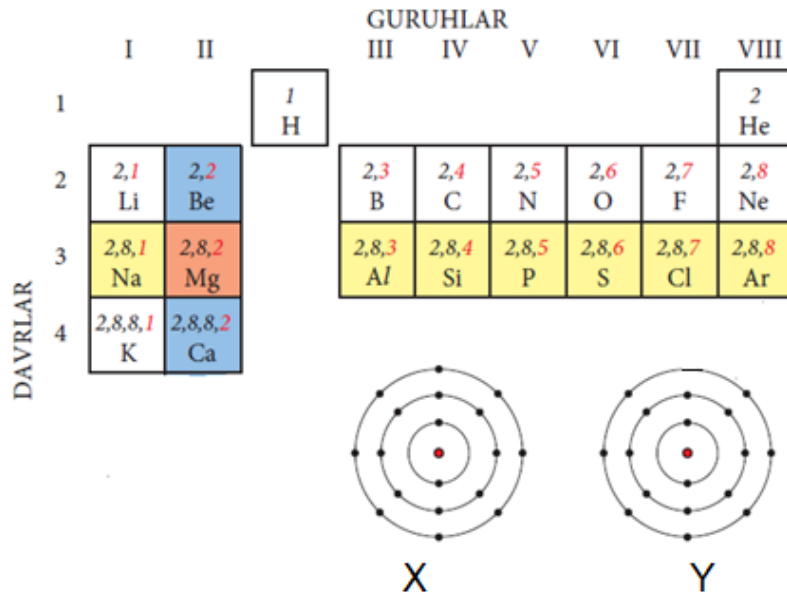 GURUHLAR
I II III IV V VI VII VIII
1 1 2
H He
2 2,1 2,2 2,3 2,4 2,5 2,6 2,7 2,8
Li Be B C N O F Ne
3 2,8,1 2,8,2 2,8,3 2,8,4 2,8,5 2,8,6 2,8,7 2,8,8
Na Mg Al Si P S Cl Ar
4 2,8,8,1 2,8,8,2
K Ca
DAVRLAR
X Y